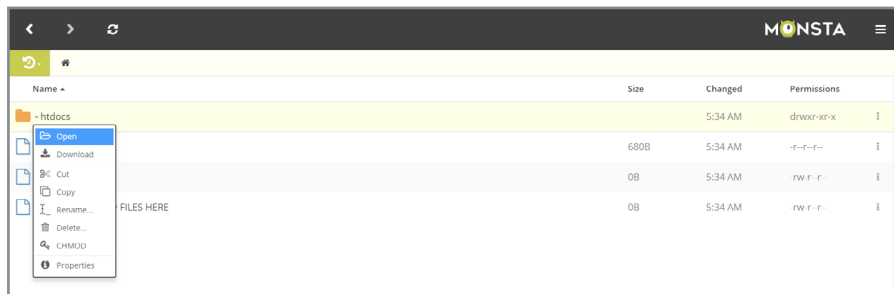 MONSTA
Name Size Changed Permissions
- htdocs 5:34 AM drwxr-xr-x
Open
680B 5:34 AM -r--r--r--
Download
Cut
0B 5:34 AM -rw-r--r--
Copy
Rename... FILES HERE 0B 5:34 AM -rw-r--r--
Delete...
CHMOD
Properties